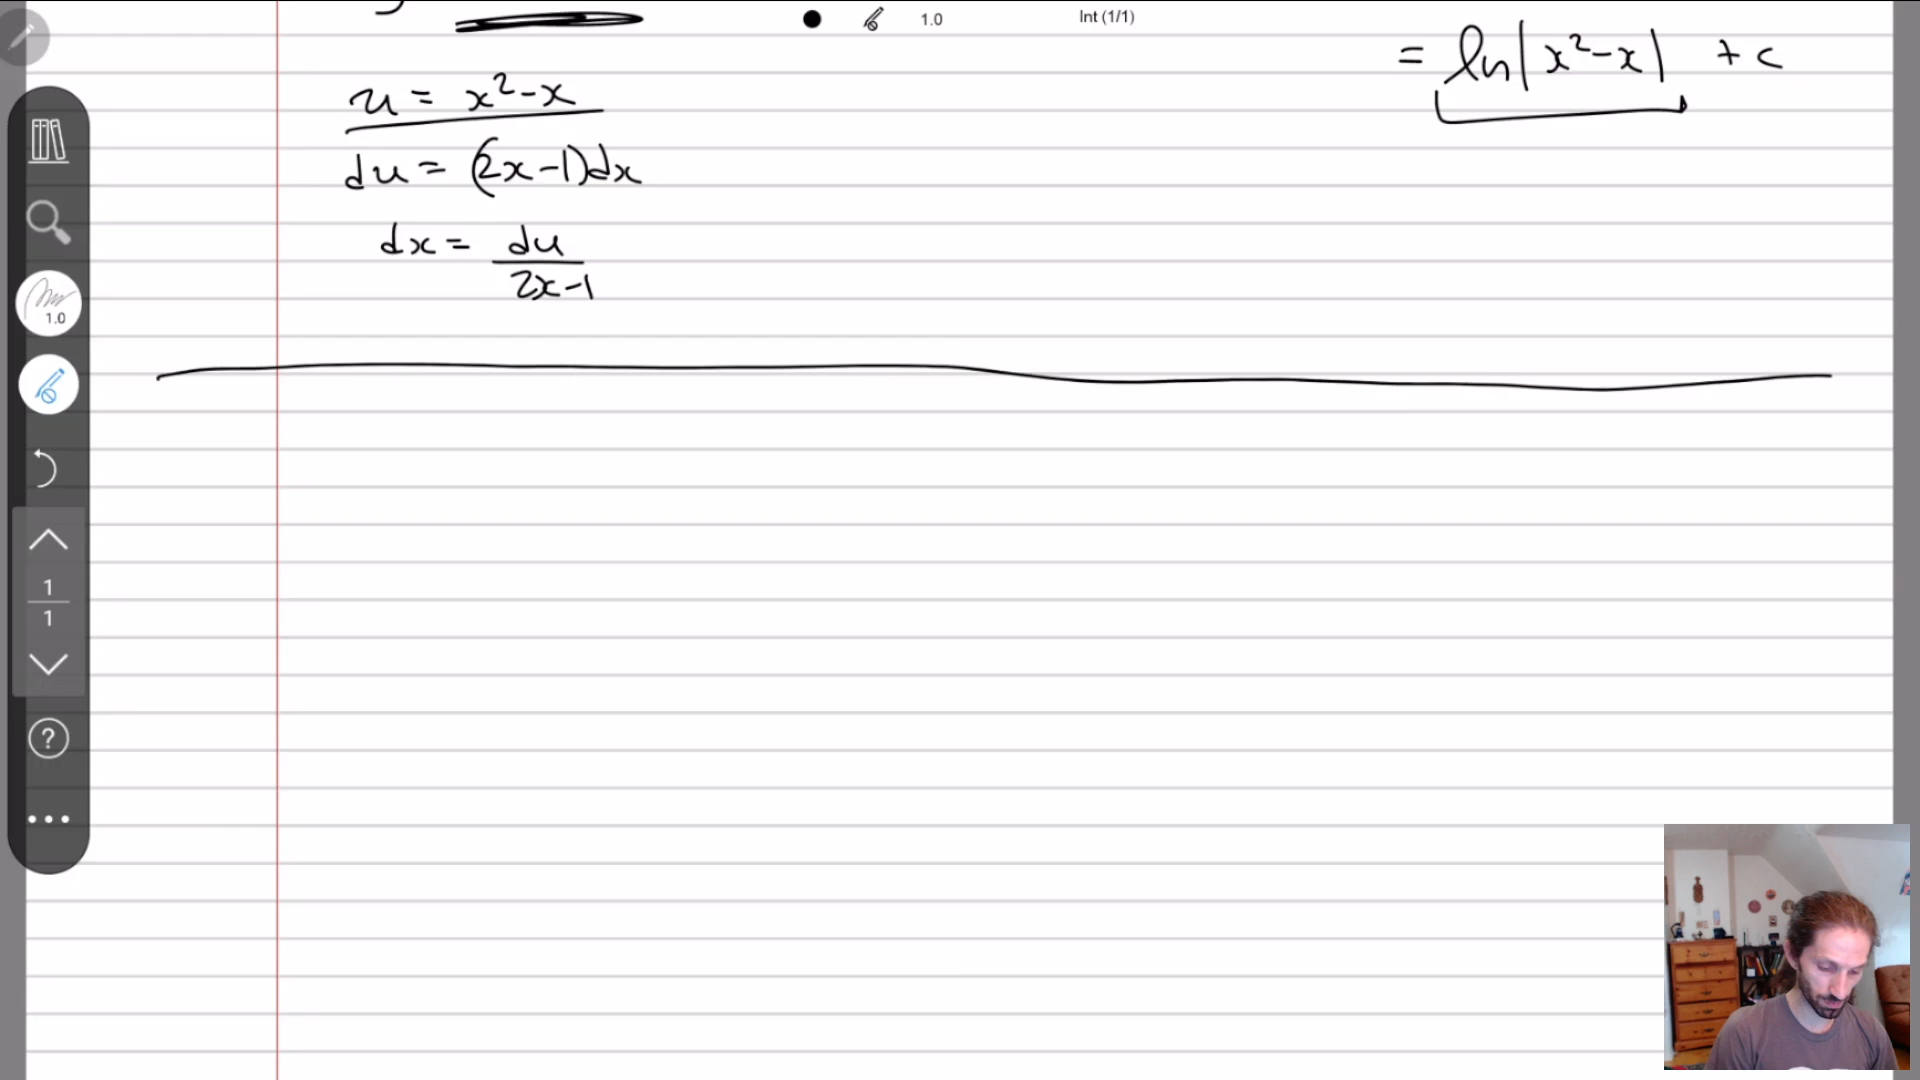 1.0 Int (1/1)
= ln|x²-x| + c
u = x²-x
du = (2x-1)dx
dx = du
2x-1
1.0
1
1
?